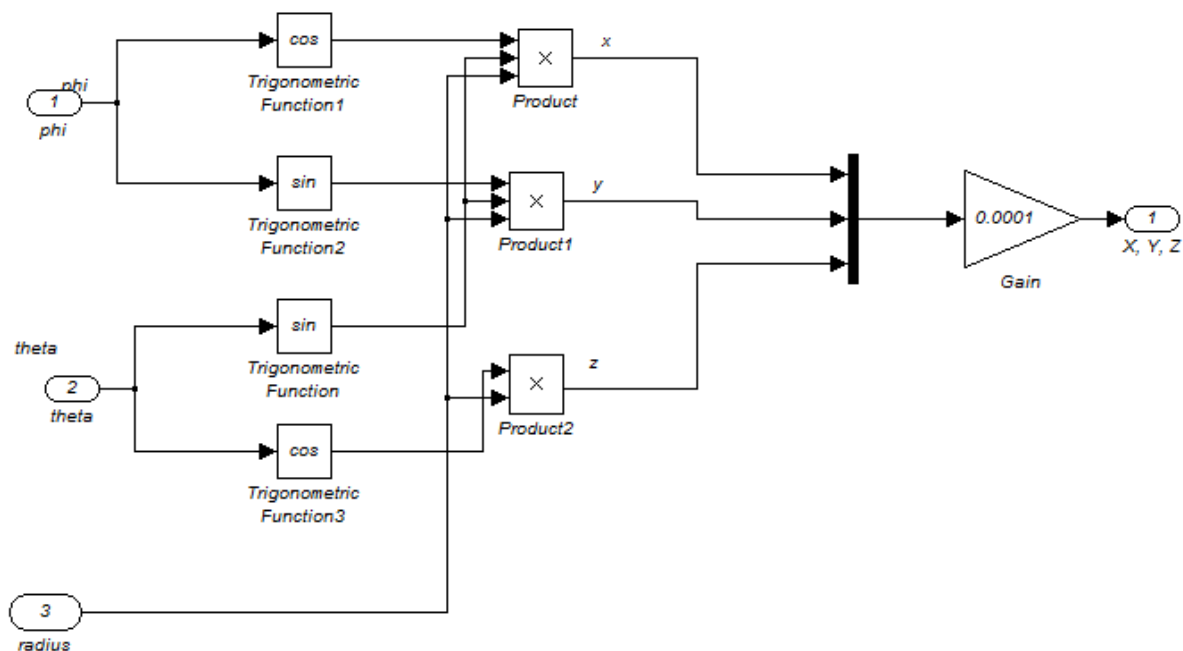 cos
x
×
phi
Trigonometric
Function1
Product
1
phi
sin
y
×
1
0.0001
Trigonometric
Function2
Product1
X, Y, Z
Gain
sin
theta
z
Trigonometric
Function
×
2
theta
Product2
cos
Trigonometric
Function3
3
radius